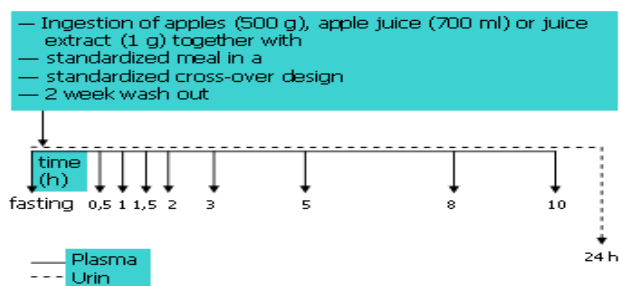 — Ingestion of apples (500 g), apple juice (700 ml) or juice
extract (1 g) together with
— standardized meal in a
— standardized cross-over design
— 2 week wash out
time
(h)
fasting 0,5 1 1,5 2 3 5 8 10
24 h
Plasma
Urin